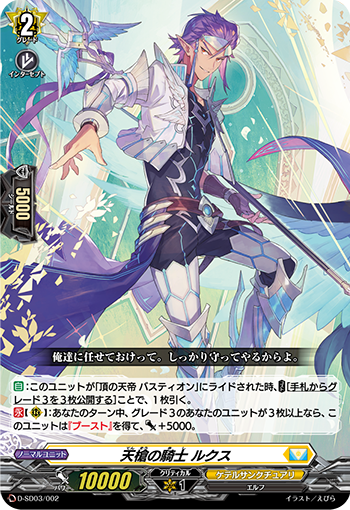 2
グレード
インターセプト
5000
シールド
俺達に任せておけって。しっかり守ってやるからよ。
自:このユニットが「頂の天帝 バスティオン」にライドされた時、[手札からグレード3を3枚公開する]ことで、1枚引く。
永【R】:あなたのターン中、グレード3のあなたのユニットが3枚以上なら、このユニットは『ブースト』を得て、+5000。
ノーマルユニット
天槍の騎士 ルクス
パワー
10000
クリティカル
1
ケテルサンクチュアリ
エルフ
D-SD03/002
イラスト/えびら